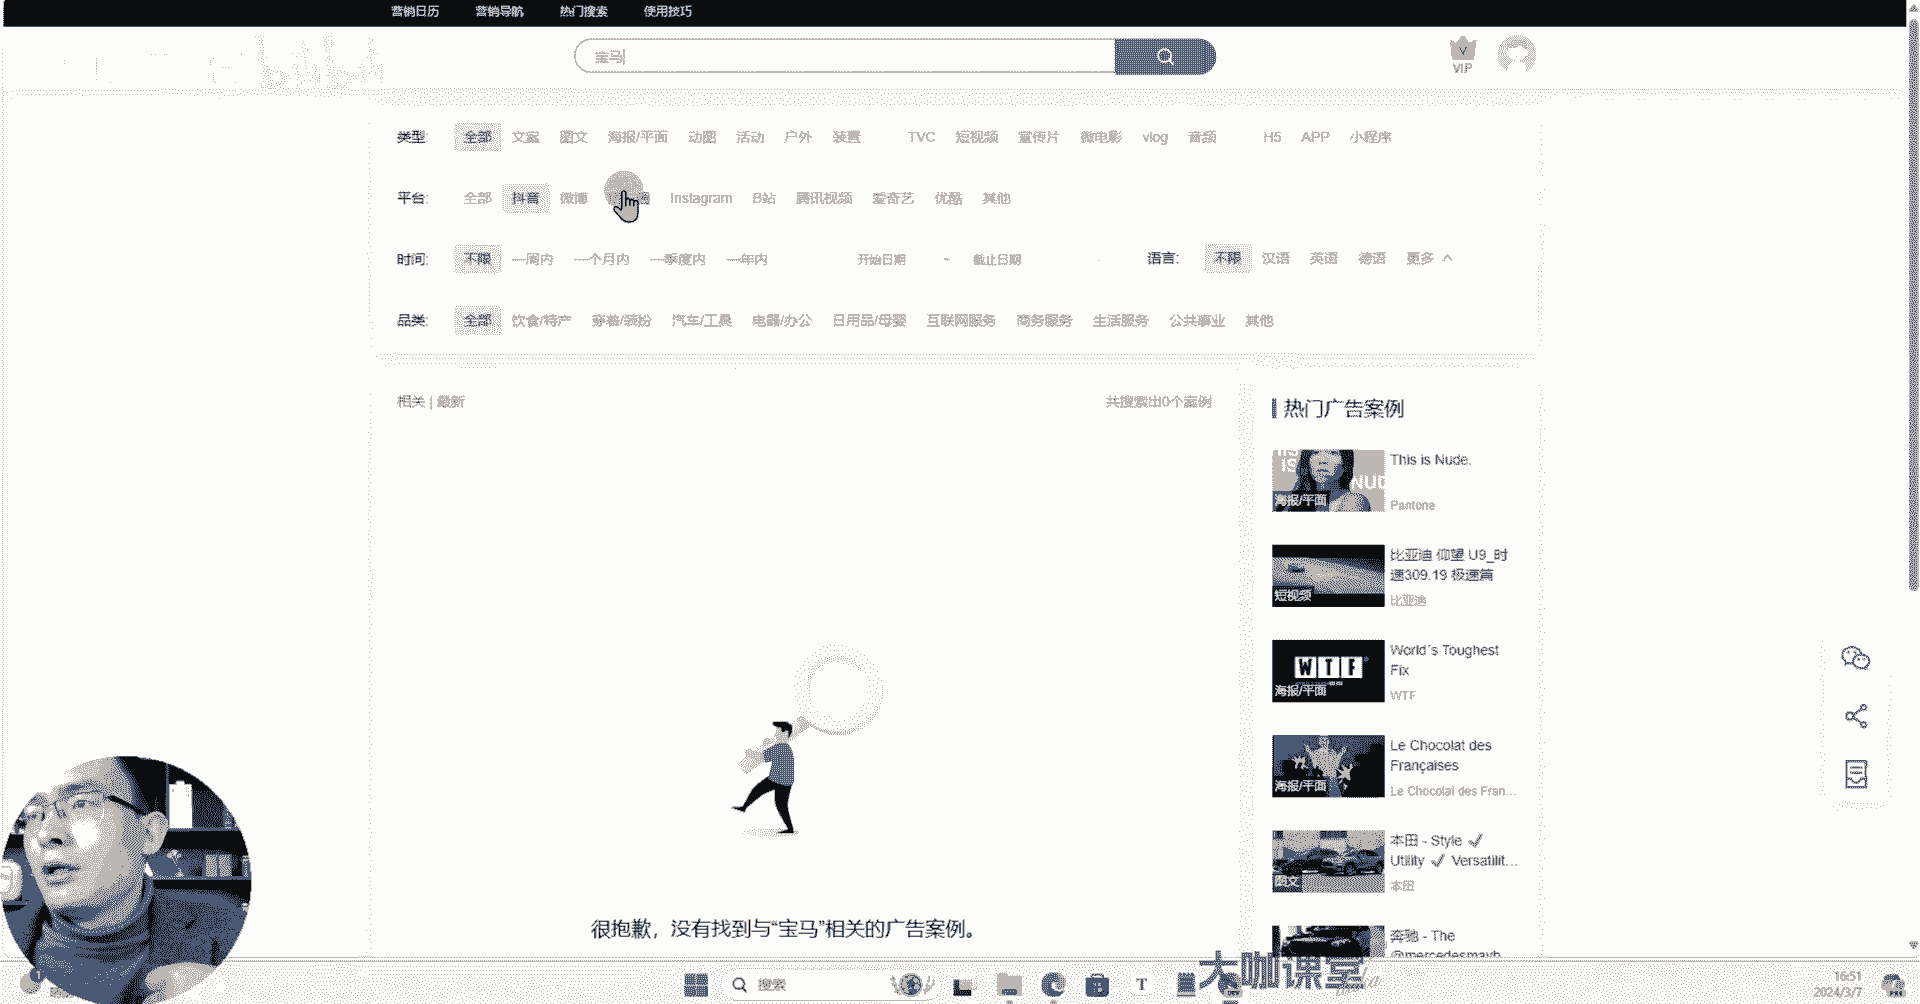 营销日历 营销导航 热门搜索 使用技巧
宝马
VIP
类型: 全部 文案 图文 海报/平面 动图 活动 户外 装置 TVC 短视频 宣传片 微电影 vlog 音频 H5 APP 小程序
平台: 全部 抖音 微博 Instagram B站 腾讯视频 爱奇艺 优酷 其他
时间: 不限 一周内 一个月内 一季度内 一年内 开始日期 ~ 截止日期 语言: 不限 汉语 英语 德语 更多
品类: 全部 饮食/特产 穿着/装扮 汽车/工具 电器/办公 日用品/母婴 互联网服务 商务服务 生活服务 公共事业 其他
相关 | 最新 共搜索出0个案例
热门广告案例
This is Nude.
海报/平面
Pantone
比亚迪 仰望 U9_时
速309.19 极速篇
短视频
比亚迪
World´s Toughest
Fix
WTF
海报/平面
WTF
Le Chocolat des
Françaises
海报/平面
Le Chocolat des Fran...
本田 - Style ✓
Utility ✓ Versatilit...
图文
本田
奔驰 - The
@mercedesmayb...
很抱歉，没有找到与“宝马”相关的广告案例。
大咖课堂
搜索
16:51
2024/3/7